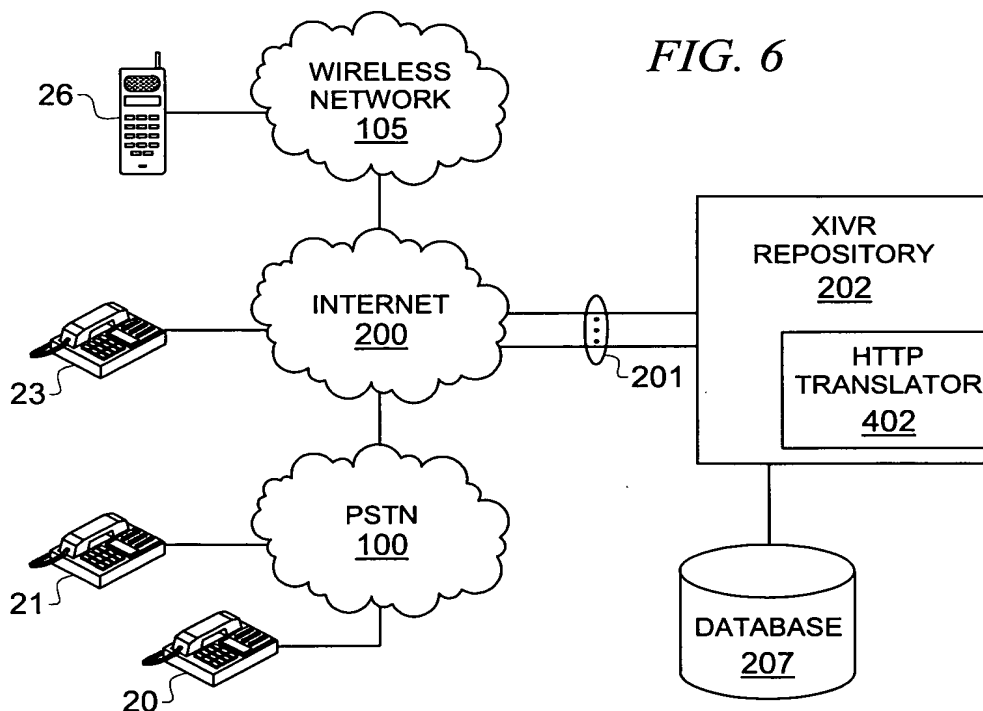 FIG. 6
WIRELESS
NETWORK
105
26
XIVR
REPOSITORY
202
INTERNET
200
HTTP
TRANSLATOR
402
201
23
PSTN
100
21
DATABASE
207
20